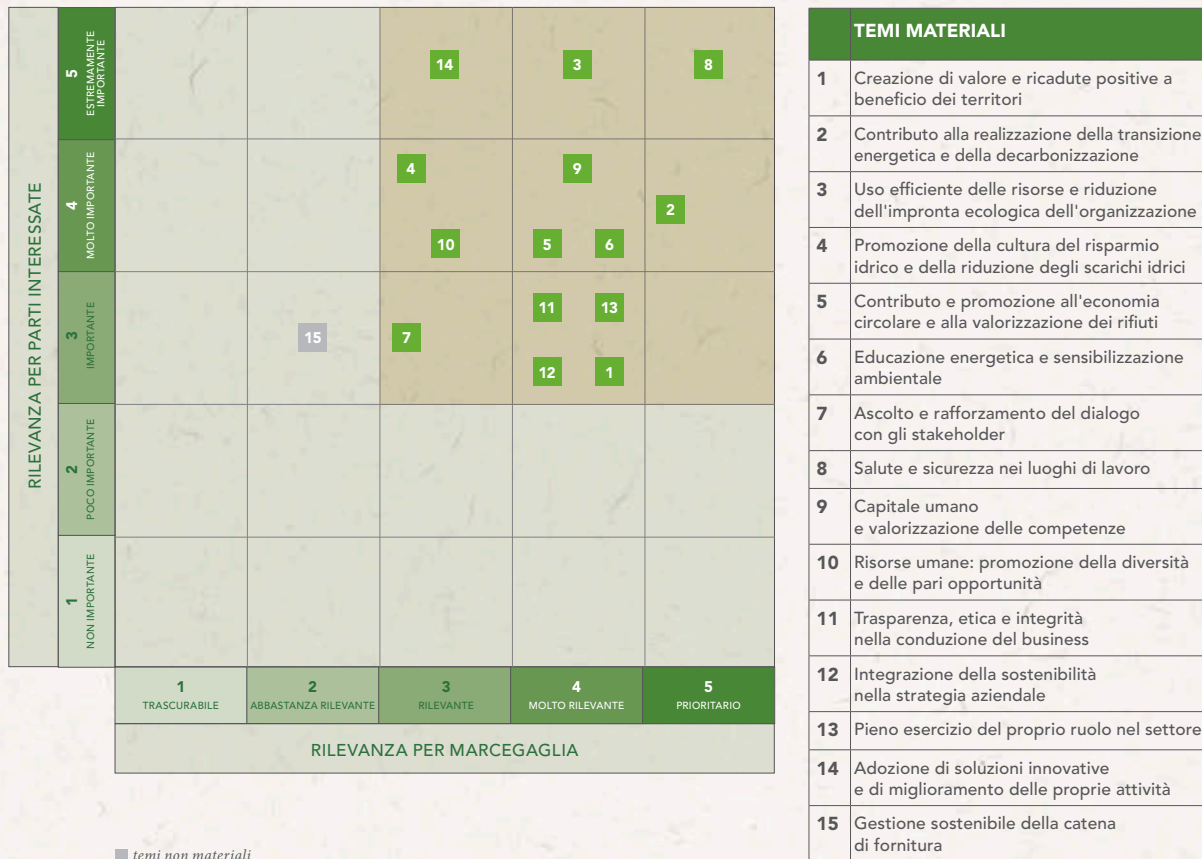 RILEVANZA PER PARTI INTERESSATE
5
ESTREMAMENTE
IMPORTANTE
4
MOLTO IMPORTANTE
3
IMPORTANTE
2
POCO IMPORTANTE
1
NON IMPORTANTE
14 3 8
4 9
2
10 5 6
11 13
15 7
12 1
1 2 3 4 5
TRASCURABILE ABBASTANZA RILEVANTE RILEVANTE MOLTO RILEVANTE PRIORITARIO
RILEVANZA PER MARCEGAGLIA
temi non materiali
TEMI MATERIALI
1 Creazione di valore e ricadute positive a
beneficio dei territori
2 Contributo alla realizzazione della transizione
energetica e della decarbonizzazione
3 Uso efficiente delle risorse e riduzione
dell'impronta ecologica dell'organizzazione
4 Promozione della cultura del risparmio
idrico e della riduzione degli scarichi idrici
5 Contributo e promozione all'economia
circolare e alla valorizzazione dei rifiuti
6 Educazione energetica e sensibilizzazione
ambientale
7 Ascolto e rafforzamento del dialogo
con gli stakeholder
8 Salute e sicurezza nei luoghi di lavoro
9 Capitale umano
e valorizzazione delle competenze
10 Risorse umane: promozione della diversità
e delle pari opportunità
11 Trasparenza, etica e integrità
nella conduzione del business
12 Integrazione della sostenibilità
nella strategia aziendale
13 Pieno esercizio del proprio ruolo nel settore
14 Adozione di soluzioni innovative
e di miglioramento delle proprie attività
15 Gestione sostenibile della catena
di fornitura